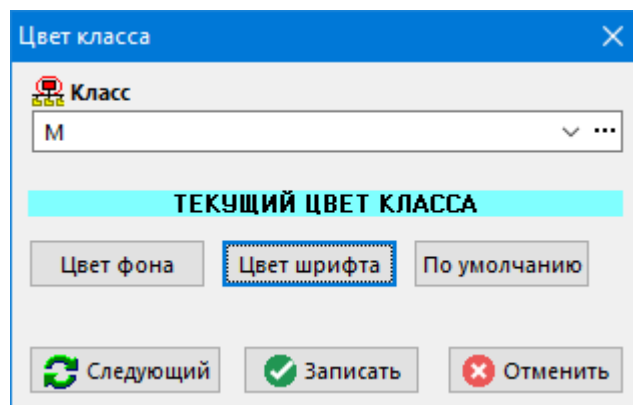 Цвет класса
Класс
М
ТЕКУЩИЙ ЦВЕТ КЛАССА
Цвет фона Цвет шрифта По умолчанию
Следующий Записать Отменить